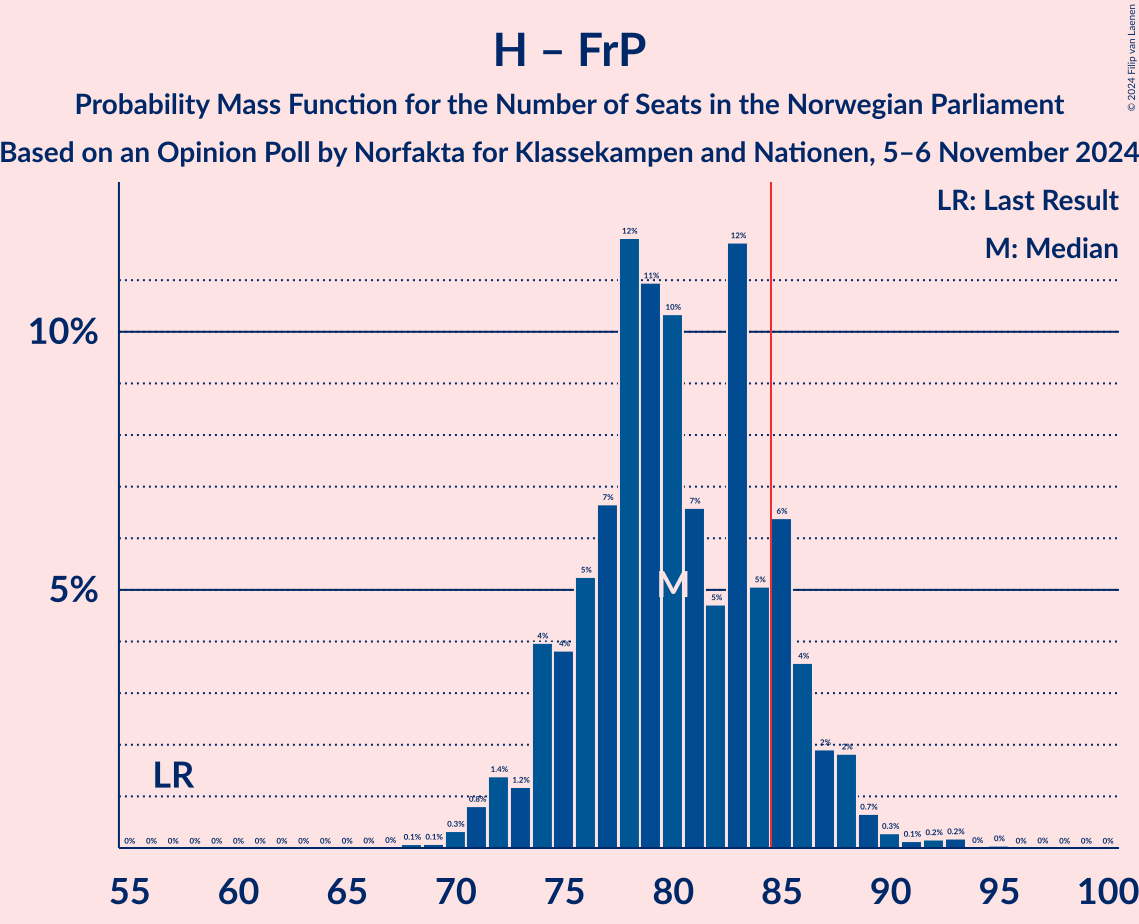 H – FrP
© 2024 Filip van Laenen
Probability Mass Function for the Number of Seats in the Norwegian Parliament
Based on an Opinion Poll by Norfakta for Klassekampen and Nationen, 5–6 November 2024
LR: Last Result
M: Median
10%
5%
LR
M
0% 0% 0% 0% 0% 0% 0% 0% 0% 0% 0% 0% 0% 0.1% 0.1% 0.3% 0.8% 1.4% 1.2% 4% 4% 5% 7% 12% 11% 10% 7% 5% 12% 5% 6% 4% 2% 2% 0.7% 0.3% 0.1% 0.2% 0.2% 0% 0% 0% 0% 0% 0% 0%
55 60 65 70 75 80 85 90 95 100